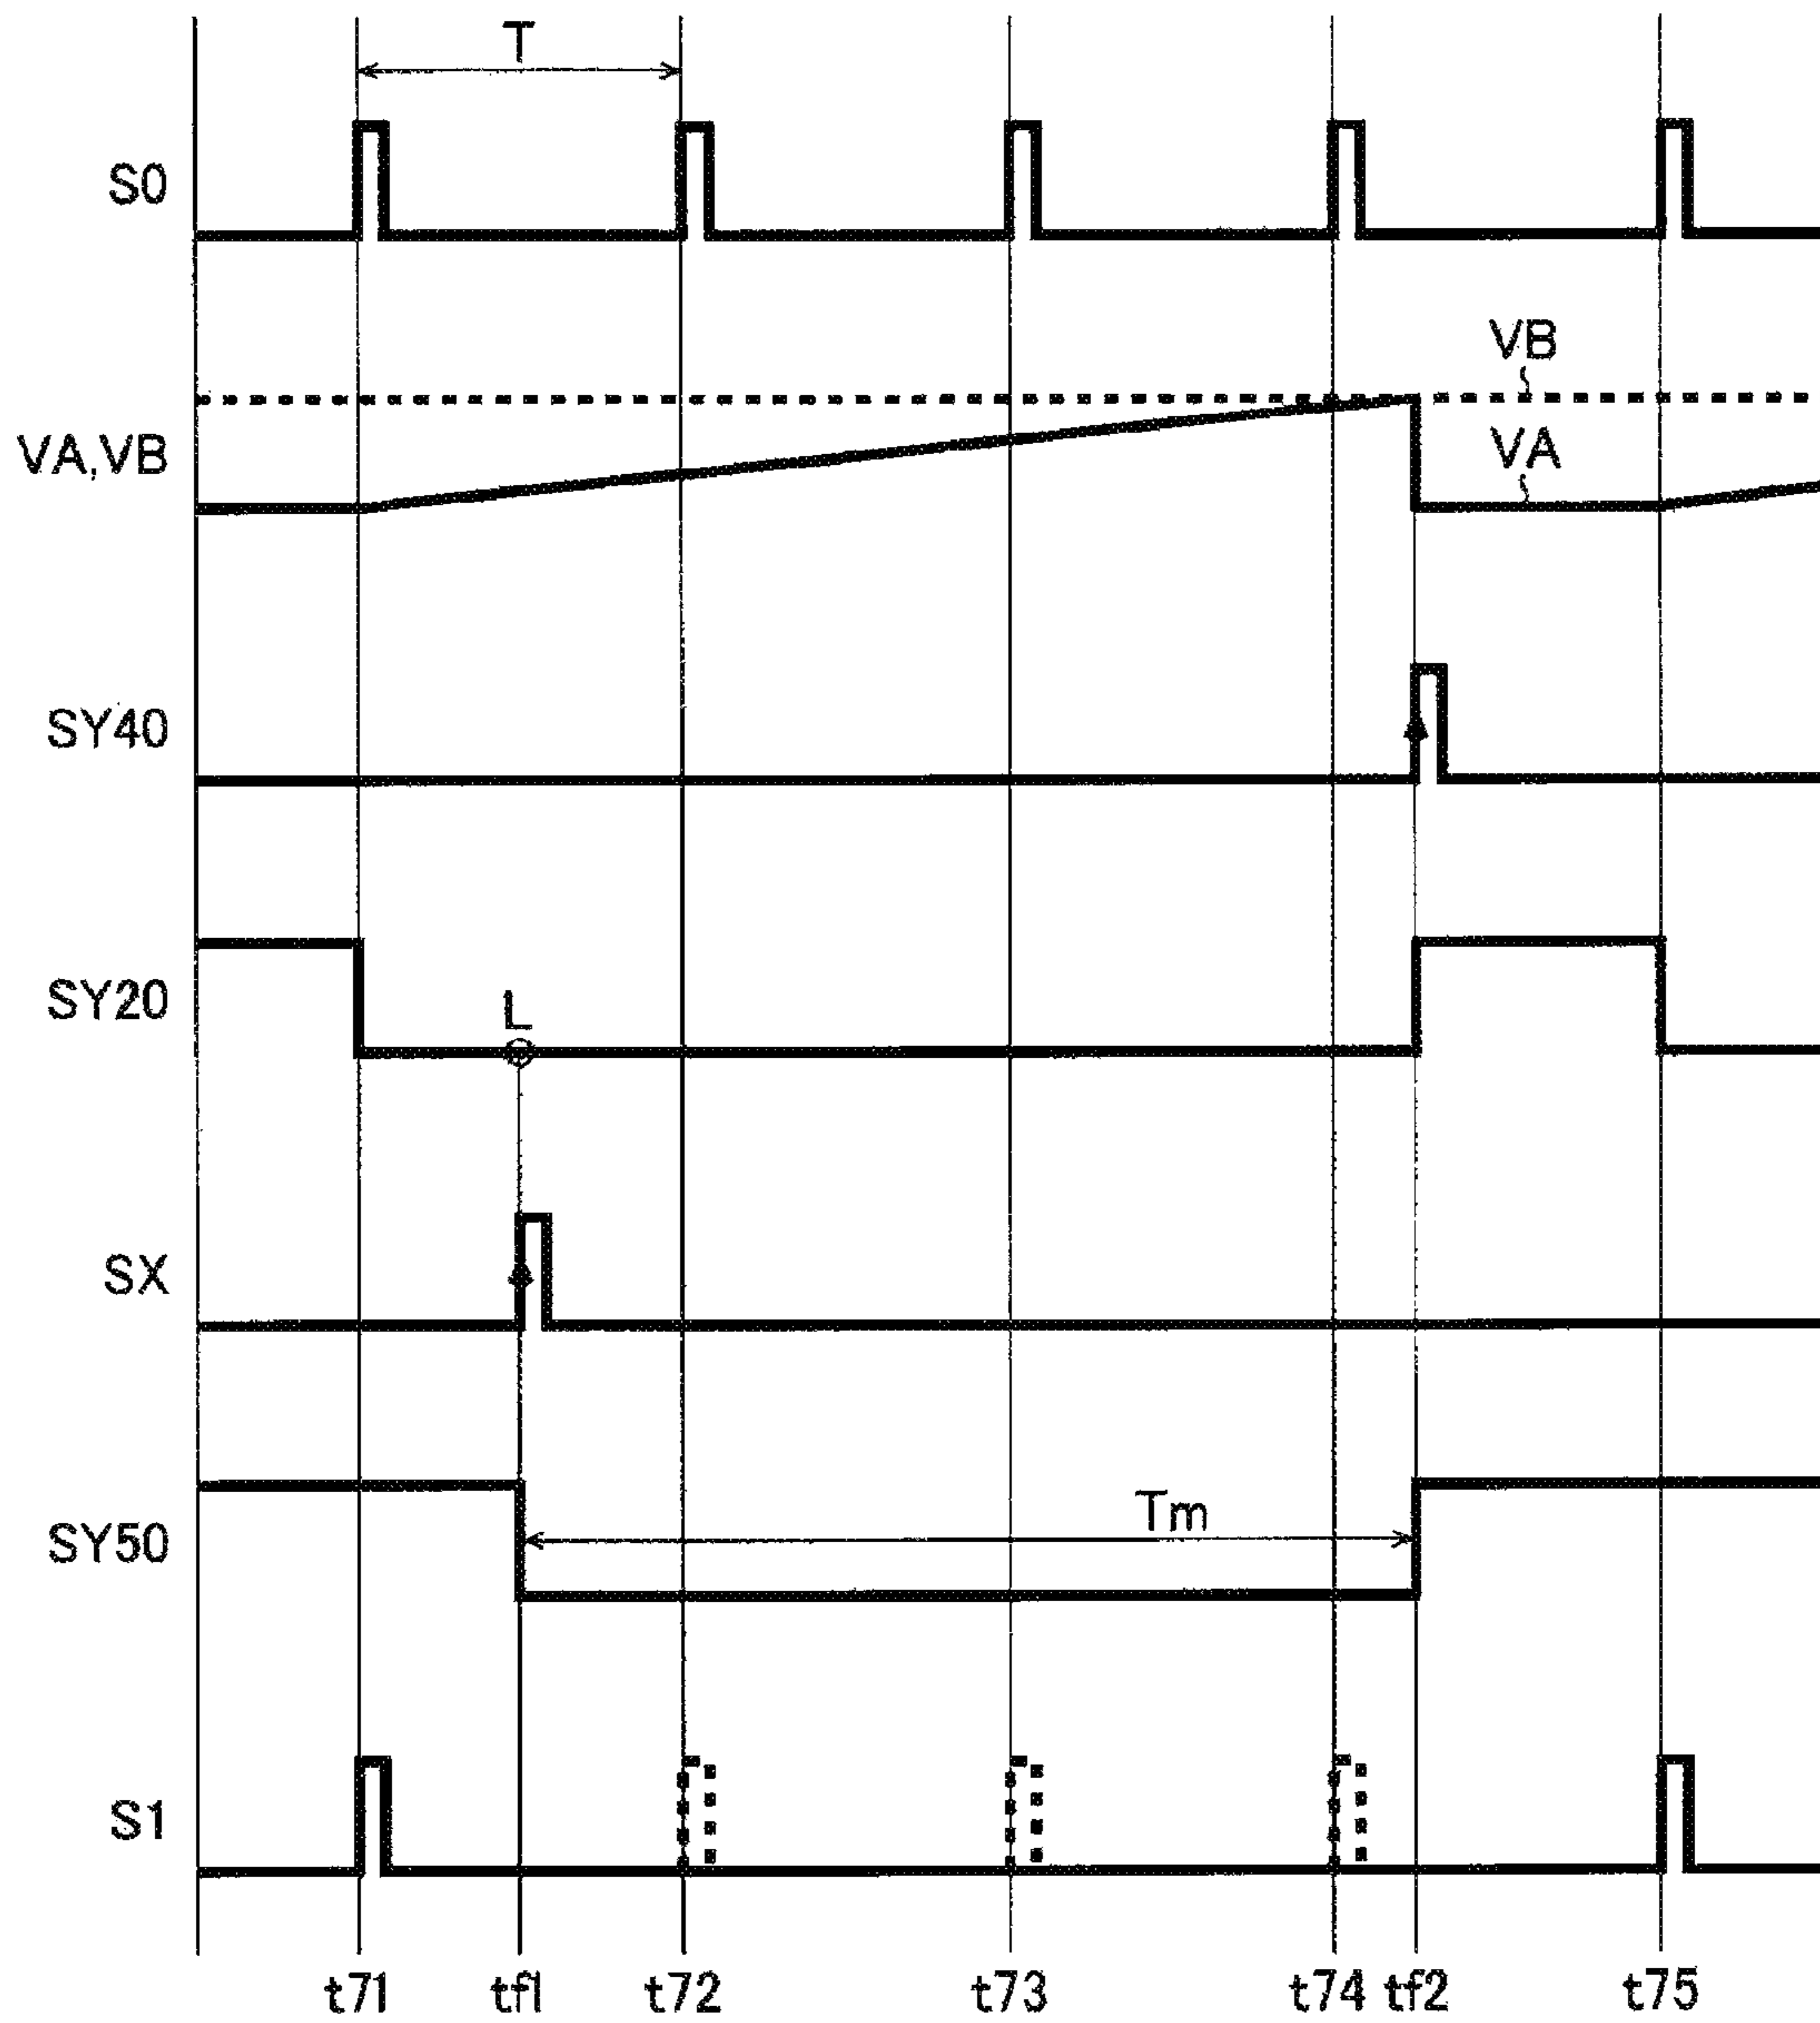 T
S0
VB
VA,VB
VA
SY40
SY20
L
SX
SY50
Tm
S1
t71
tf1
t72
t73
t74
tf2
t75